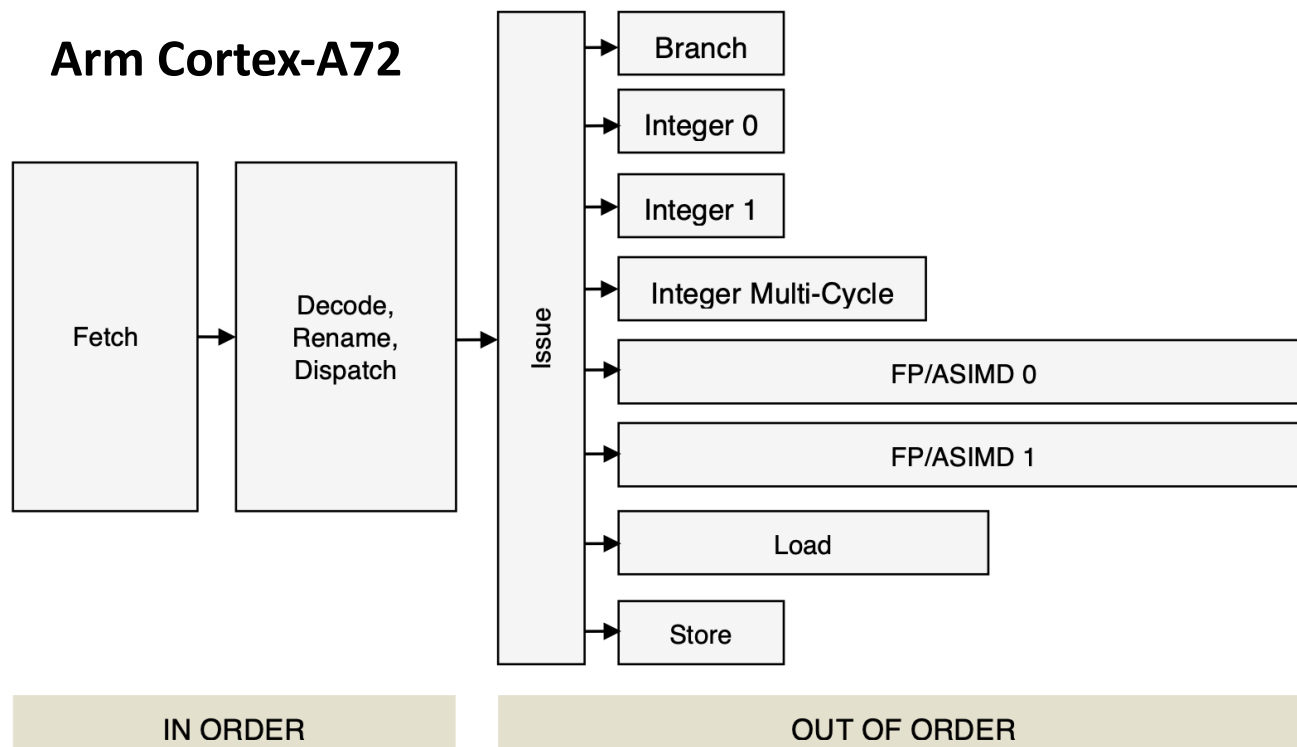 Arm Cortex-A72
Fetch
Decode,
Rename,
Dispatch
Issue
Branch
Integer 0
Integer 1
Integer Multi-Cycle
FP/ASIMD 0
FP/ASIMD 1
Load
Store
IN ORDER
OUT OF ORDER